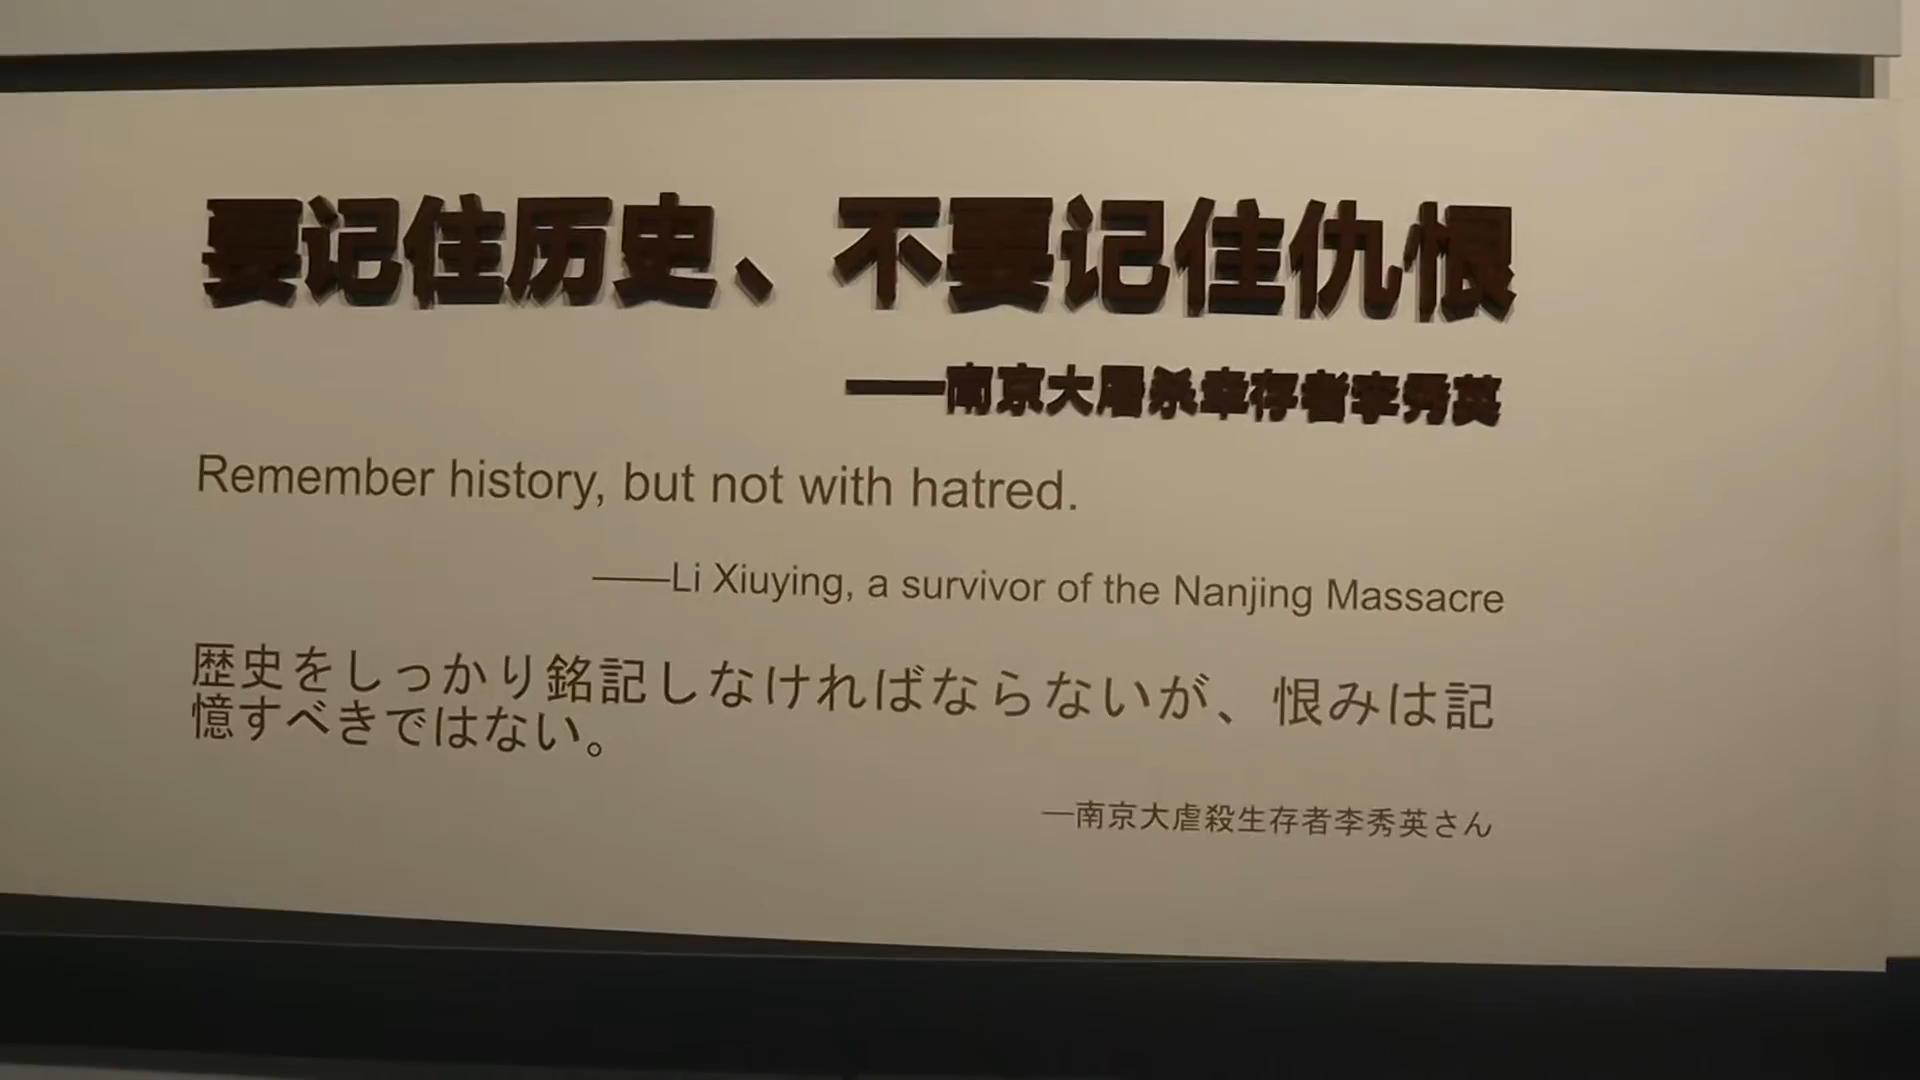 要记住历史、不要记住仇恨
——南京大屠杀幸存者李秀英
Remember history, but not with hatred.
——Li Xiuying, a survivor of the Nanjing Massacre
歴史をしっかり銘記しなければならないが、恨みは記
憶すべきではない。
—南京大虐殺生存者李秀英さん